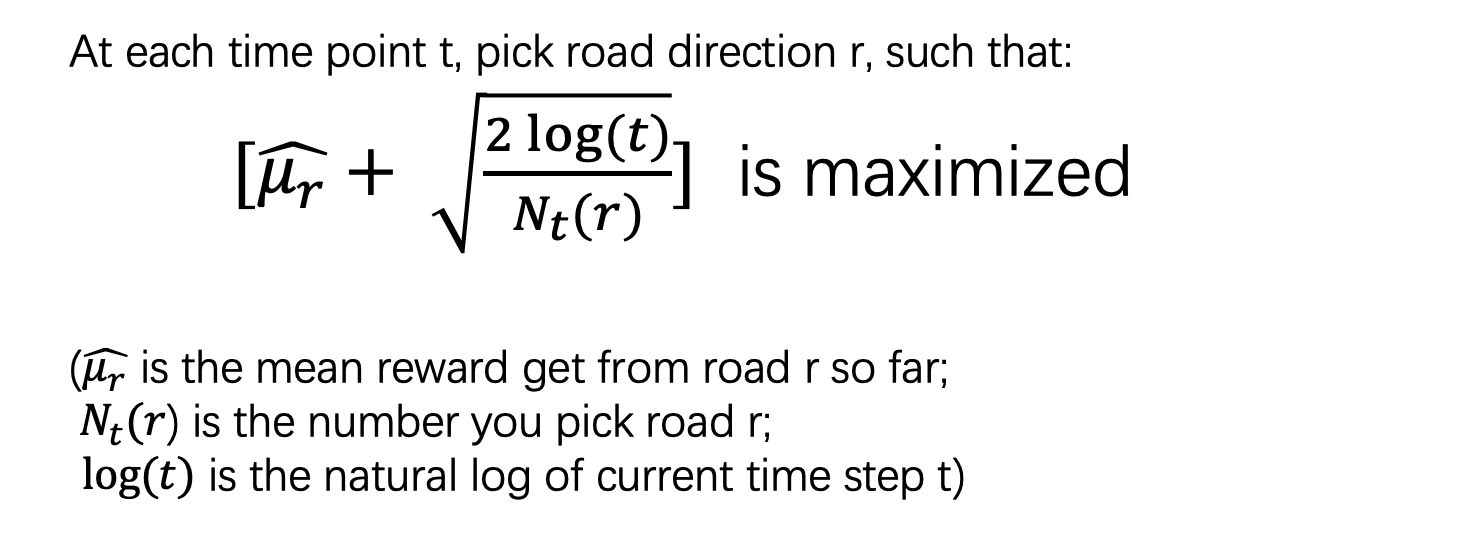 At each time point t, pick road direction r, such that:
[\widehat{μ_r} + \sqrt{\frac{2 log(t)}{N_t(r)}}] is maximized
(\widehat{μ_r} is the mean reward get from road r so far;
N_t(r) is the number you pick road r;
log(t) is the natural log of current time step t)